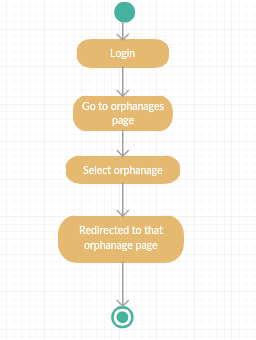 Login
Go to orphanages
page
Select orphanage
Redirected to that
orphanage page